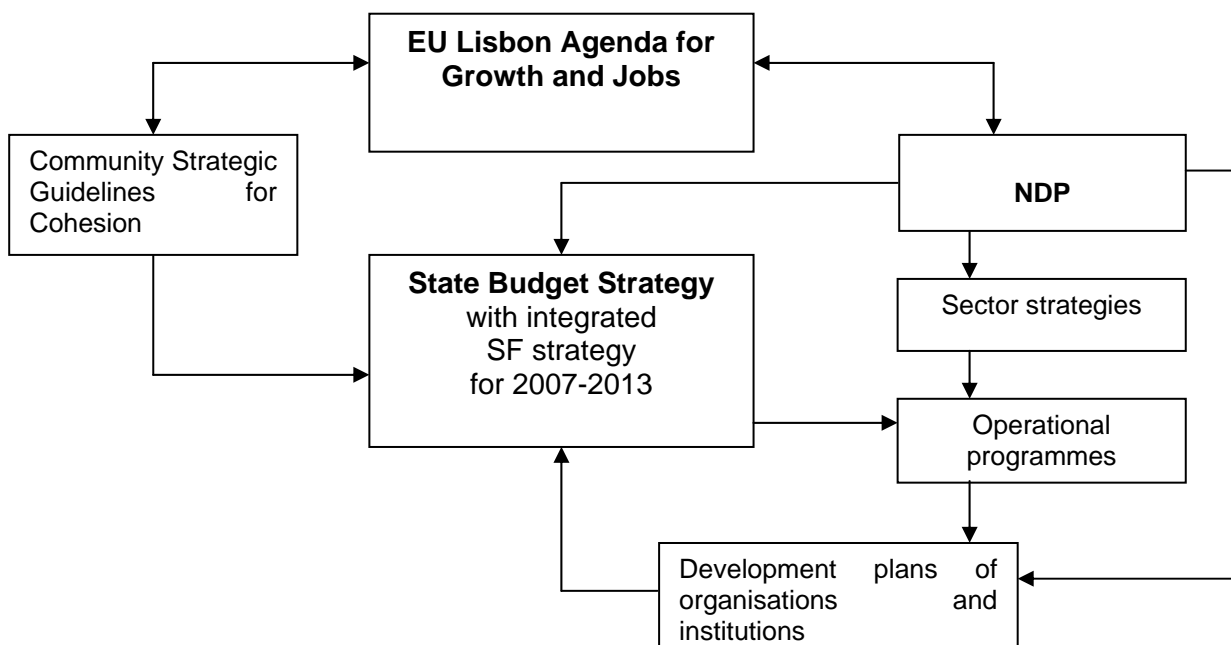 EU Lisbon Agenda for
Growth and Jobs
Community Strategic
Guidelines for
Cohesion
NDP
State Budget Strategy
with integrated
SF strategy
for 2007-2013
Sector strategies
Operational
programmes
Development plans of
organisations and
institutions